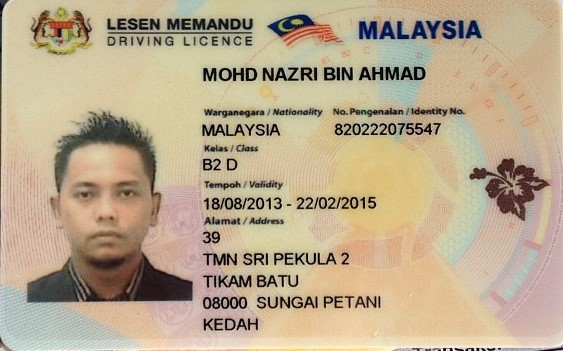 LESEN MEMANDU
DRIVING LICENCE
MALAYSIA
MOHD NAZRI BIN AHMAD
Warganegara / Nationality No. Pengenalan / Identity No.
MALAYSIA 820222075547
Kelas / Class
B2 D
Tempoh / Validity
18/08/2013 - 22/02/2015
Alamat / Address
39
TMN SRI PEKULA 2
TIKAM BATU
08000 SUNGAI PETANI
KEDAH